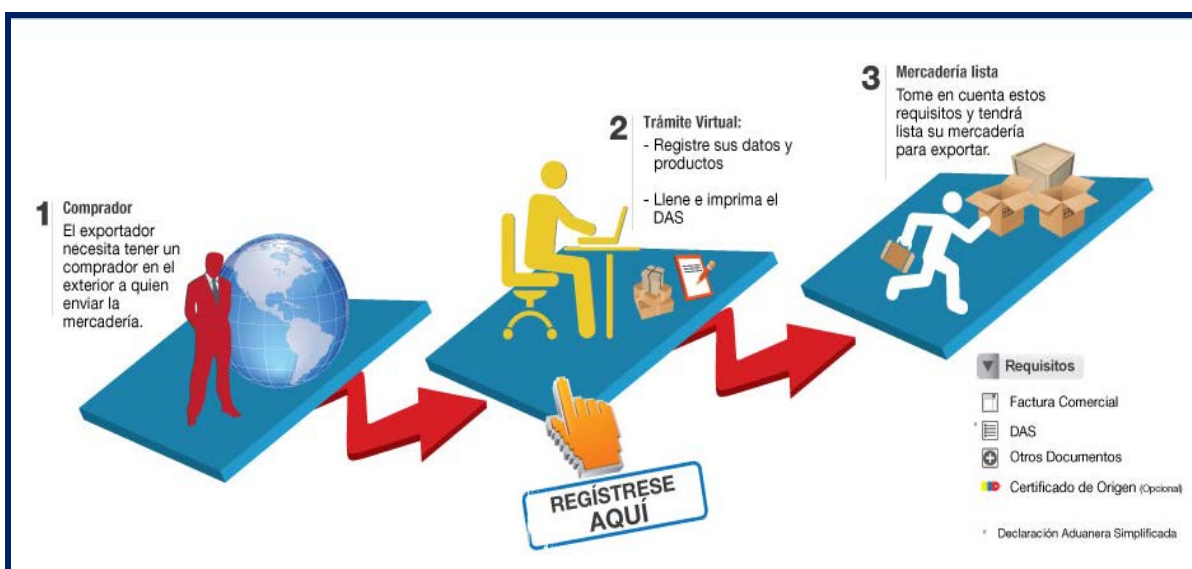 1 Comprador
El exportador
necesita tener un
comprador en el
exterior a quien
enviar la
mercadería.
2 Trámite Virtual:
- Registre sus datos y
productos
- Llene e imprima el
DAS
REGÍSTRESE
AQUÍ
3 Mercadería lista
Tome en cuenta estos
requisitos y tendrá
lista su mercadería
para exportar.
Requisitos
Factura Comercial
* DAS
Otros Documentos
Certificado de Origen (Opcional)
* Declaración Aduanera Simplificada